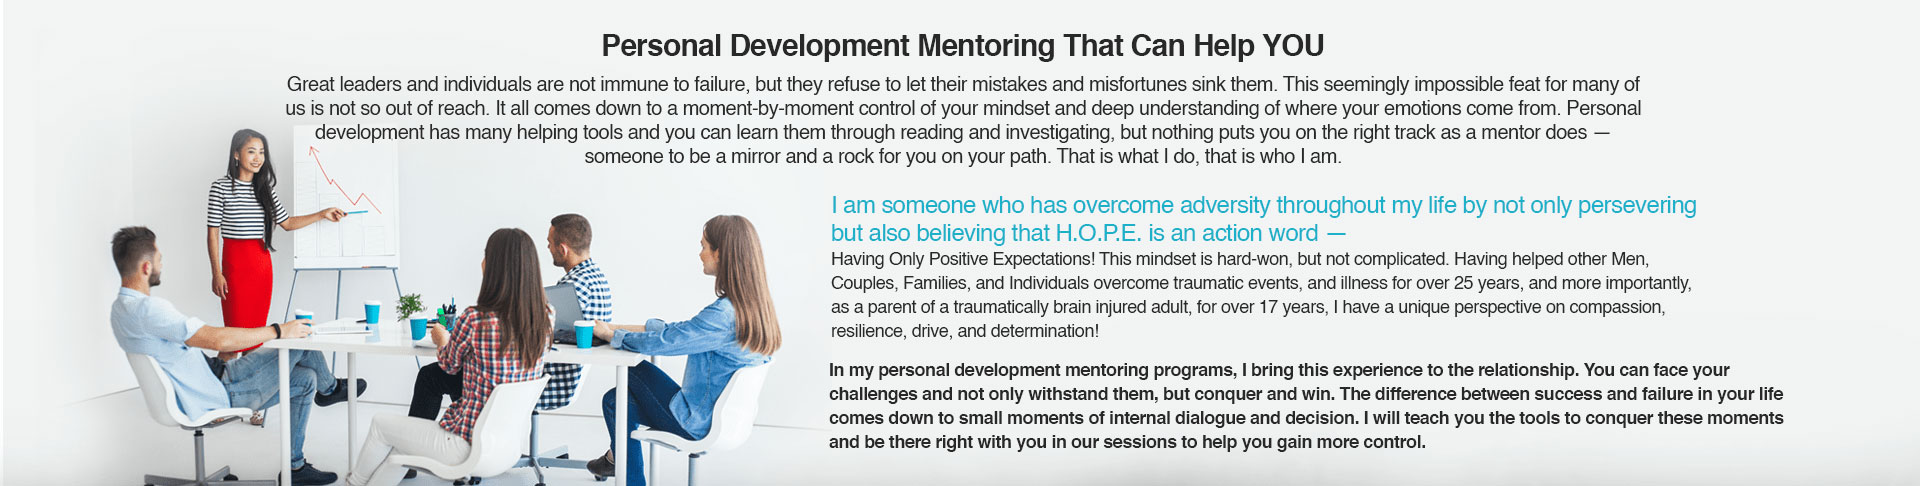 Personal Development Mentoring That Can Help YOU
Great leaders and individuals are not immune to failure, but they refuse to let their mistakes and misfortunes sink them. This seemingly impossible feat for many of
us is not so out of reach. It all comes down to a moment-by-moment control of your mindset and deep understanding of where your emotions come from. Personal
development has many helping tools and you can learn them through reading and investigating, but nothing puts you on the right track as a mentor does —
someone to be a mirror and a rock for you on your path. That is what I do, that is who I am.
I am someone who has overcome adversity throughout my life by not only persevering
but also believing that H.O.P.E. is an action word —
Having Only Positive Expectations! This mindset is hard-won, but not complicated. Having helped other Men,
Couples, Families, and Individuals overcome traumatic events, and illness for over 25 years, and more importantly,
as a parent of a traumatically brain injured adult, for over 17 years, I have a unique perspective on compassion,
resilience, drive, and determination!
In my personal development mentoring programs, I bring this experience to the relationship. You can face your
challenges and not only withstand them, but conquer and win. The difference between success and failure in your life
comes down to small moments of internal dialogue and decision. I will teach you the tools to conquer these moments
and be there right with you in our sessions to help you gain more control.